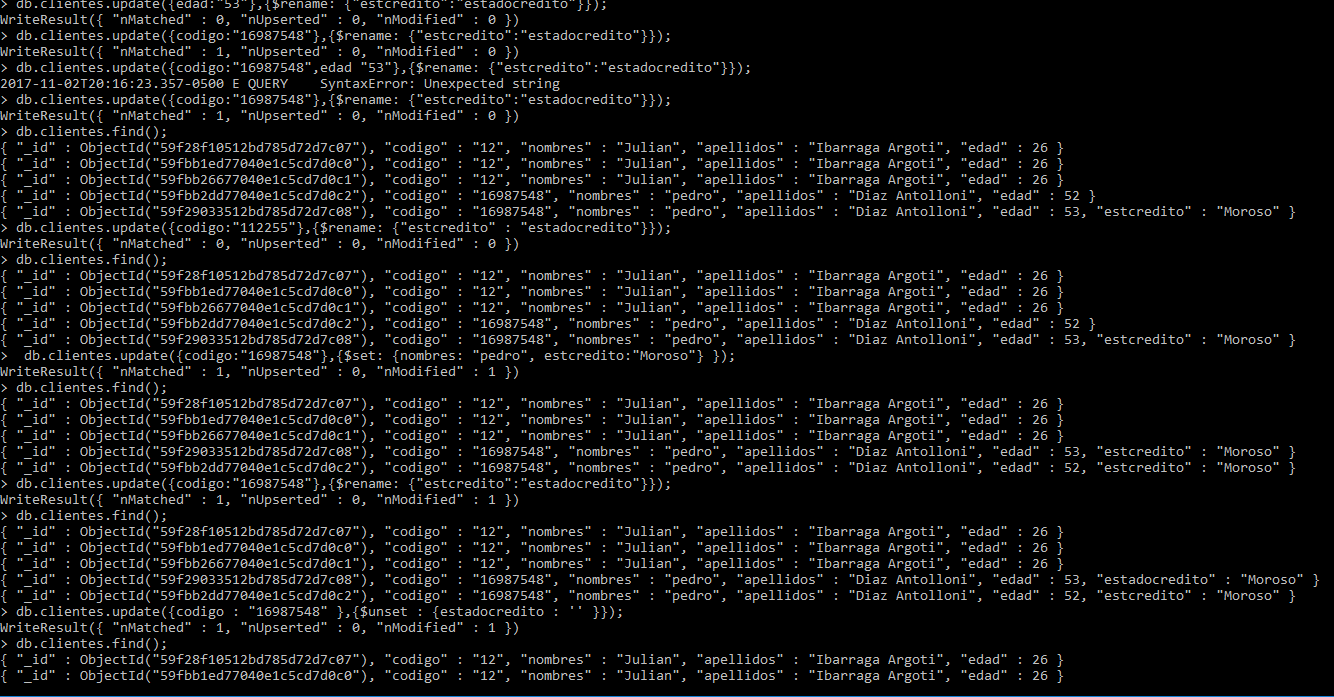 > db.clientes.update({edad:"53"},{$rename: {"estcredito":"estadocredito"}});
WriteResult({ "nMatched" : 0, "nUpserted" : 0, "nModified" : 0 })
> db.clientes.update({codigo:"16987548"},{$rename: {"estcredito":"estadocredito"}});
WriteResult({ "nMatched" : 1, "nUpserted" : 0, "nModified" : 0 })
> db.clientes.update({codigo:"16987548",edad "53"},{$rename: {"estcredito":"estadocredito"}});
2017-11-02T20:16:23.357-0500 E QUERY    SyntaxError: Unexpected string
> db.clientes.update({codigo:"16987548"},{$rename: {"estcredito":"estadocredito"}});
WriteResult({ "nMatched" : 1, "nUpserted" : 0, "nModified" : 0 })
> db.clientes.find();
{ "_id" : ObjectId("59f28f10512bd785d72d7c07"), "codigo" : "12", "nombres" : "Julian", "apellidos" : "Ibarraga Argoti", "edad" : 26 }
{ "_id" : ObjectId("59fbb1ed77040e1c5cd7d0c0"), "codigo" : "12", "nombres" : "Julian", "apellidos" : "Ibarraga Argoti", "edad" : 26 }
{ "_id" : ObjectId("59fbb26677040e1c5cd7d0c1"), "codigo" : "12", "nombres" : "Julian", "apellidos" : "Ibarraga Argoti", "edad" : 26 }
{ "_id" : ObjectId("59fbb2dd77040e1c5cd7d0c2"), "codigo" : "16987548", "nombres" : "pedro", "apellidos" : "Diaz Antolloni", "edad" : 52 }
{ "_id" : ObjectId("59f29033512bd785d72d7c08"), "codigo" : "16987548", "nombres" : "pedro", "apellidos" : "Diaz Antolloni", "edad" : 53, "estcredito" : "Moroso" }
> db.clientes.update({codigo:"112255"},{$rename: {"estcredito" : "estadocredito"}});
WriteResult({ "nMatched" : 0, "nUpserted" : 0, "nModified" : 0 })
> db.clientes.find();
{ "_id" : ObjectId("59f28f10512bd785d72d7c07"), "codigo" : "12", "nombres" : "Julian", "apellidos" : "Ibarraga Argoti", "edad" : 26 }
{ "_id" : ObjectId("59fbb1ed77040e1c5cd7d0c0"), "codigo" : "12", "nombres" : "Julian", "apellidos" : "Ibarraga Argoti", "edad" : 26 }
{ "_id" : ObjectId("59fbb26677040e1c5cd7d0c1"), "codigo" : "12", "nombres" : "Julian", "apellidos" : "Ibarraga Argoti", "edad" : 26 }
{ "_id" : ObjectId("59fbb2dd77040e1c5cd7d0c2"), "codigo" : "16987548", "nombres" : "pedro", "apellidos" : "Diaz Antolloni", "edad" : 52 }
{ "_id" : ObjectId("59f29033512bd785d72d7c08"), "codigo" : "16987548", "nombres" : "pedro", "apellidos" : "Diaz Antolloni", "edad" : 53, "estcredito" : "Moroso" }
>  db.clientes.update({codigo:"16987548"},{$set: {nombres: "pedro", estcredito:"Moroso"} });
WriteResult({ "nMatched" : 1, "nUpserted" : 0, "nModified" : 1 })
> db.clientes.find();
{ "_id" : ObjectId("59f28f10512bd785d72d7c07"), "codigo" : "12", "nombres" : "Julian", "apellidos" : "Ibarraga Argoti", "edad" : 26 }
{ "_id" : ObjectId("59fbb1ed77040e1c5cd7d0c0"), "codigo" : "12", "nombres" : "Julian", "apellidos" : "Ibarraga Argoti", "edad" : 26 }
{ "_id" : ObjectId("59fbb26677040e1c5cd7d0c1"), "codigo" : "12", "nombres" : "Julian", "apellidos" : "Ibarraga Argoti", "edad" : 26 }
{ "_id" : ObjectId("59f29033512bd785d72d7c08"), "codigo" : "16987548", "nombres" : "pedro", "apellidos" : "Diaz Antolloni", "edad" : 53, "estcredito" : "Moroso" }
{ "_id" : ObjectId("59fbb2dd77040e1c5cd7d0c2"), "codigo" : "16987548", "nombres" : "pedro", "apellidos" : "Diaz Antolloni", "edad" : 52, "estcredito" : "Moroso" }
> db.clientes.update({codigo:"16987548"},{$rename: {"estcredito":"estadocredito"}});
WriteResult({ "nMatched" : 1, "nUpserted" : 0, "nModified" : 1 })
> db.clientes.find();
{ "_id" : ObjectId("59f28f10512bd785d72d7c07"), "codigo" : "12", "nombres" : "Julian", "apellidos" : "Ibarraga Argoti", "edad" : 26 }
{ "_id" : ObjectId("59fbb1ed77040e1c5cd7d0c0"), "codigo" : "12", "nombres" : "Julian", "apellidos" : "Ibarraga Argoti", "edad" : 26 }
{ "_id" : ObjectId("59fbb26677040e1c5cd7d0c1"), "codigo" : "12", "nombres" : "Julian", "apellidos" : "Ibarraga Argoti", "edad" : 26 }
{ "_id" : ObjectId("59f29033512bd785d72d7c08"), "codigo" : "16987548", "nombres" : "pedro", "apellidos" : "Diaz Antolloni", "edad" : 53, "estadocredito" : "Moroso" }
{ "_id" : ObjectId("59fbb2dd77040e1c5cd7d0c2"), "codigo" : "16987548", "nombres" : "pedro", "apellidos" : "Diaz Antolloni", "edad" : 52, "estcredito" : "Moroso" }
> db.clientes.update({codigo : "16987548" },{$unset : {estadocredito : '' }});
WriteResult({ "nMatched" : 1, "nUpserted" : 0, "nModified" : 1 })
> db.clientes.find();
{ "_id" : ObjectId("59f28f10512bd785d72d7c07"), "codigo" : "12", "nombres" : "Julian", "apellidos" : "Ibarraga Argoti", "edad" : 26 }
{ "_id" : ObjectId("59fbb1ed77040e1c5cd7d0c0"), "codigo" : "12", "nombres" : "Julian", "apellidos" : "Ibarraga Argoti", "edad" : 26 }